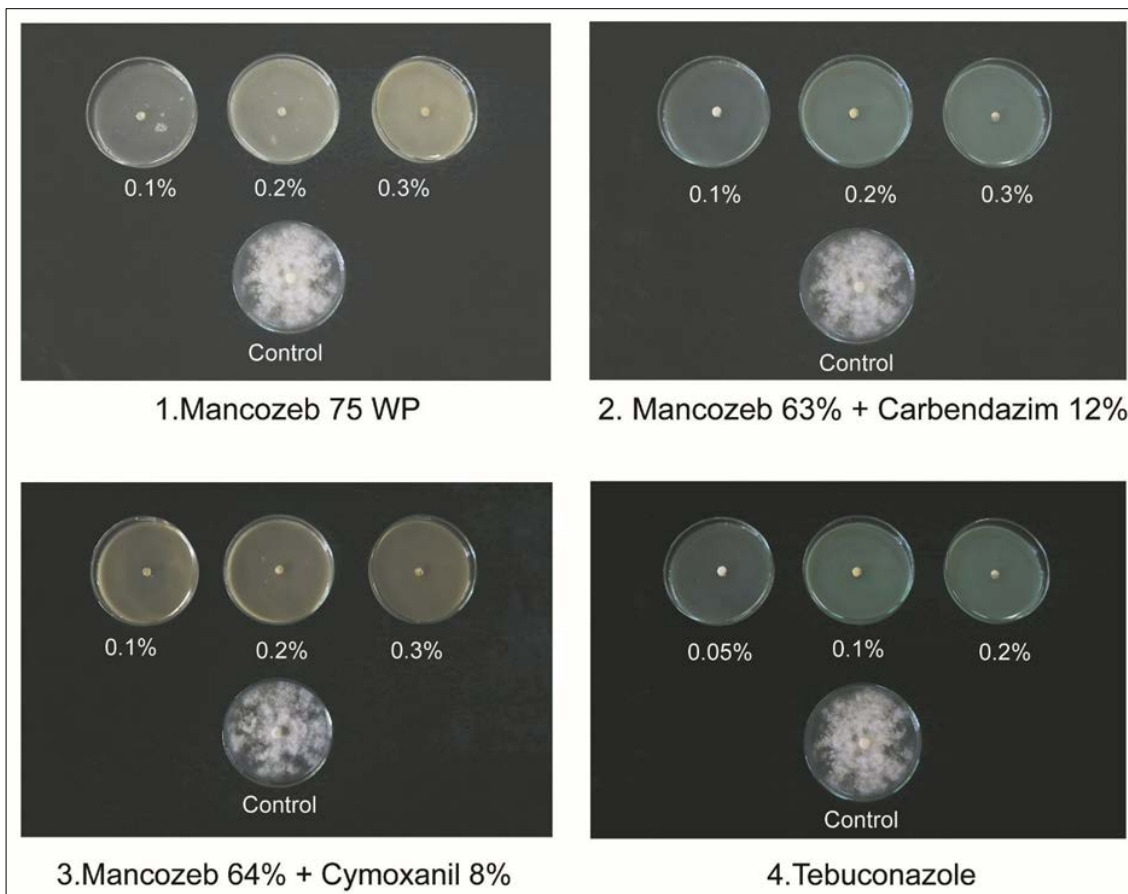 0.1% 0.2% 0.3%
Control
1.Mancozeb 75 WP
0.1% 0.2% 0.3%
Control
2. Mancozeb 63% + Carbendazim 12%
0.1% 0.2% 0.3%
Control
3.Mancozeb 64% + Cymoxanil 8%
0.05% 0.1% 0.2%
Control
4.Tebuconazole